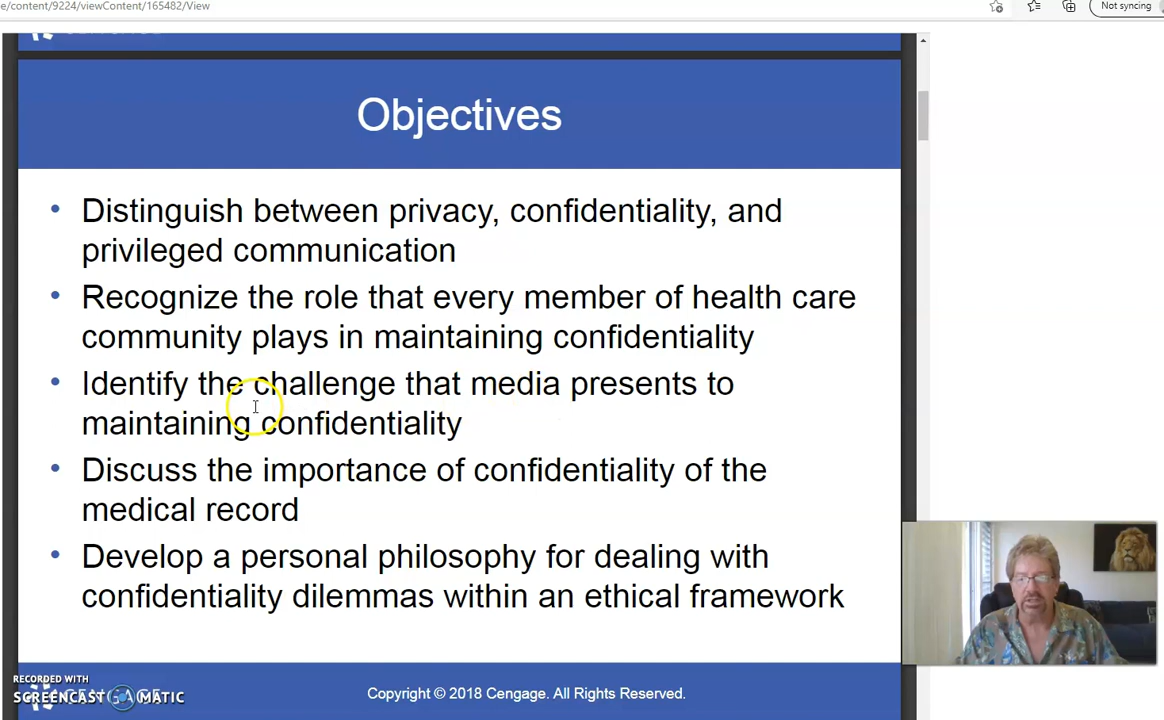 e/content/9224/viewContent/165482/View
Not syncing
Objectives
• Distinguish between privacy, confidentiality, and
privileged communication
• Recognize the role that every member of health care
community plays in maintaining confidentiality
• Identify the challenge that media presents to
maintaining confidentiality
• Discuss the importance of confidentiality of the
medical record
• Develop a personal philosophy for dealing with
confidentiality dilemmas within an ethical framework
RECORDED WITH
SCREENCAST MATIC
Copyright © 2018 Cengage. All Rights Reserved.